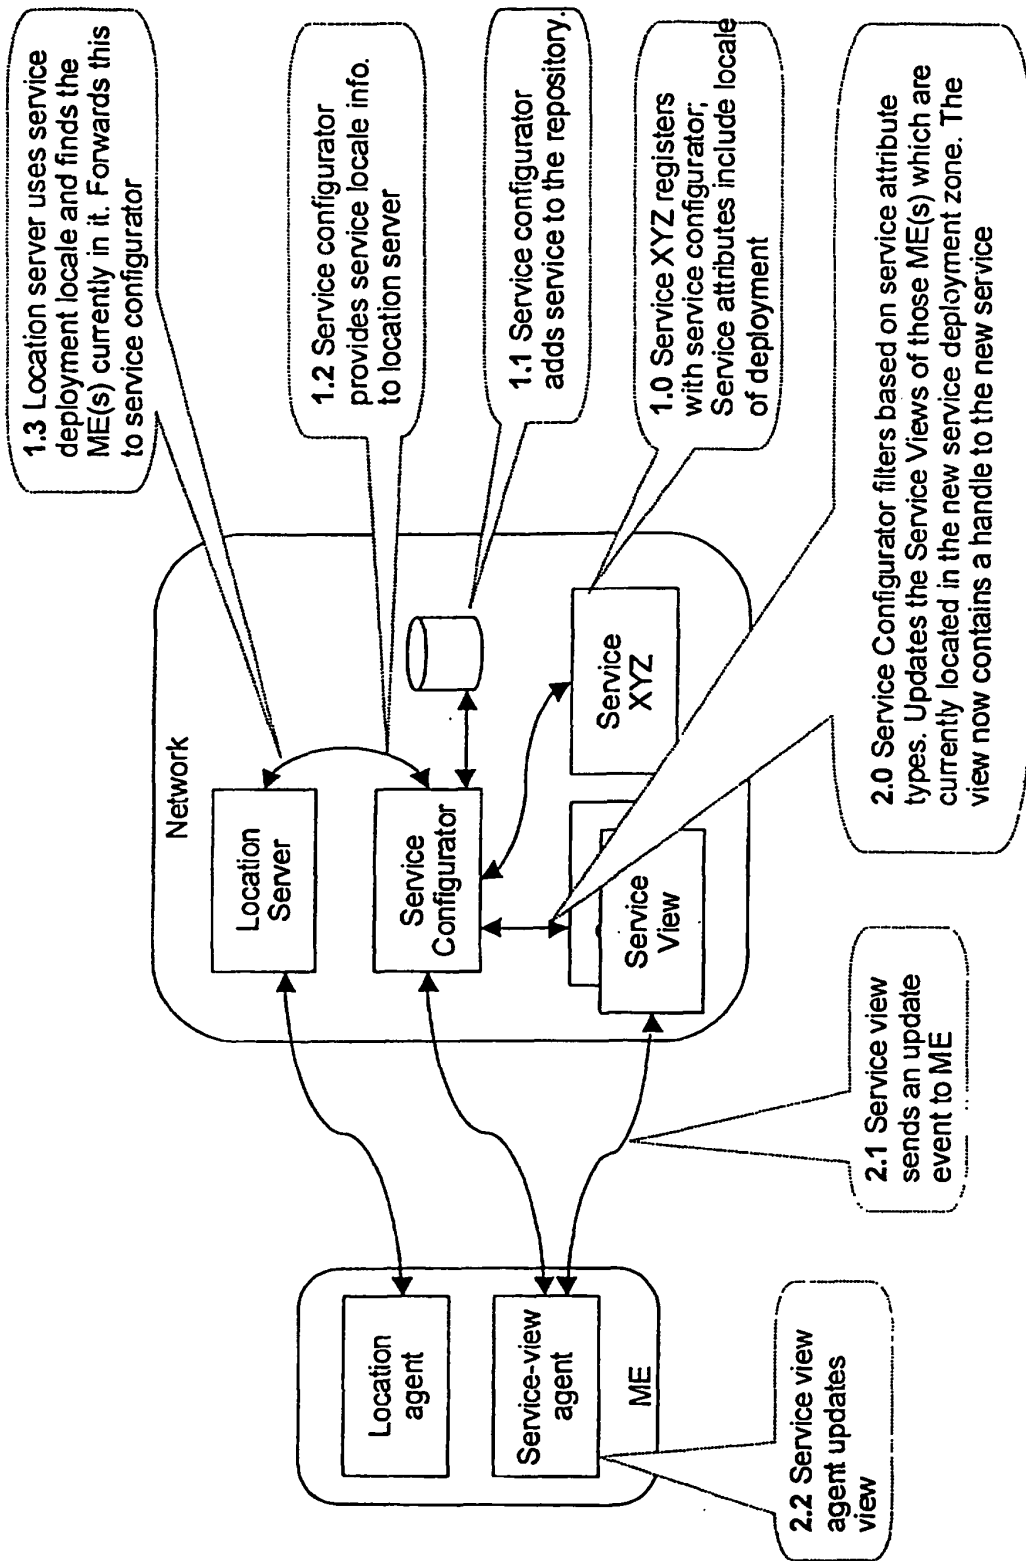 1.3 Location server uses service
deployment locale and finds the
ME(s) currently in it. Forwards this
to service configurator
1.2 Service configurator
provides service locale info.
to location server
1.1 Service configurator
adds service to the repository.
1.0 Service XYZ registers
with service configurator;
Service attributes include locale
of deployment
2.0 Service Configurator filters based on service attribute
types. Updates the Service Views of those ME(s) which are
currently located in the new service deployment zone. The
view now contains a handle to the new service
Network
Location
Server
Service
Configurator
Service
XYZ
Service
View
2.1 Service view
sends an update
event to ME
Location
agent
Service-view
agent
ME
2.2 Service view
agent updates
view